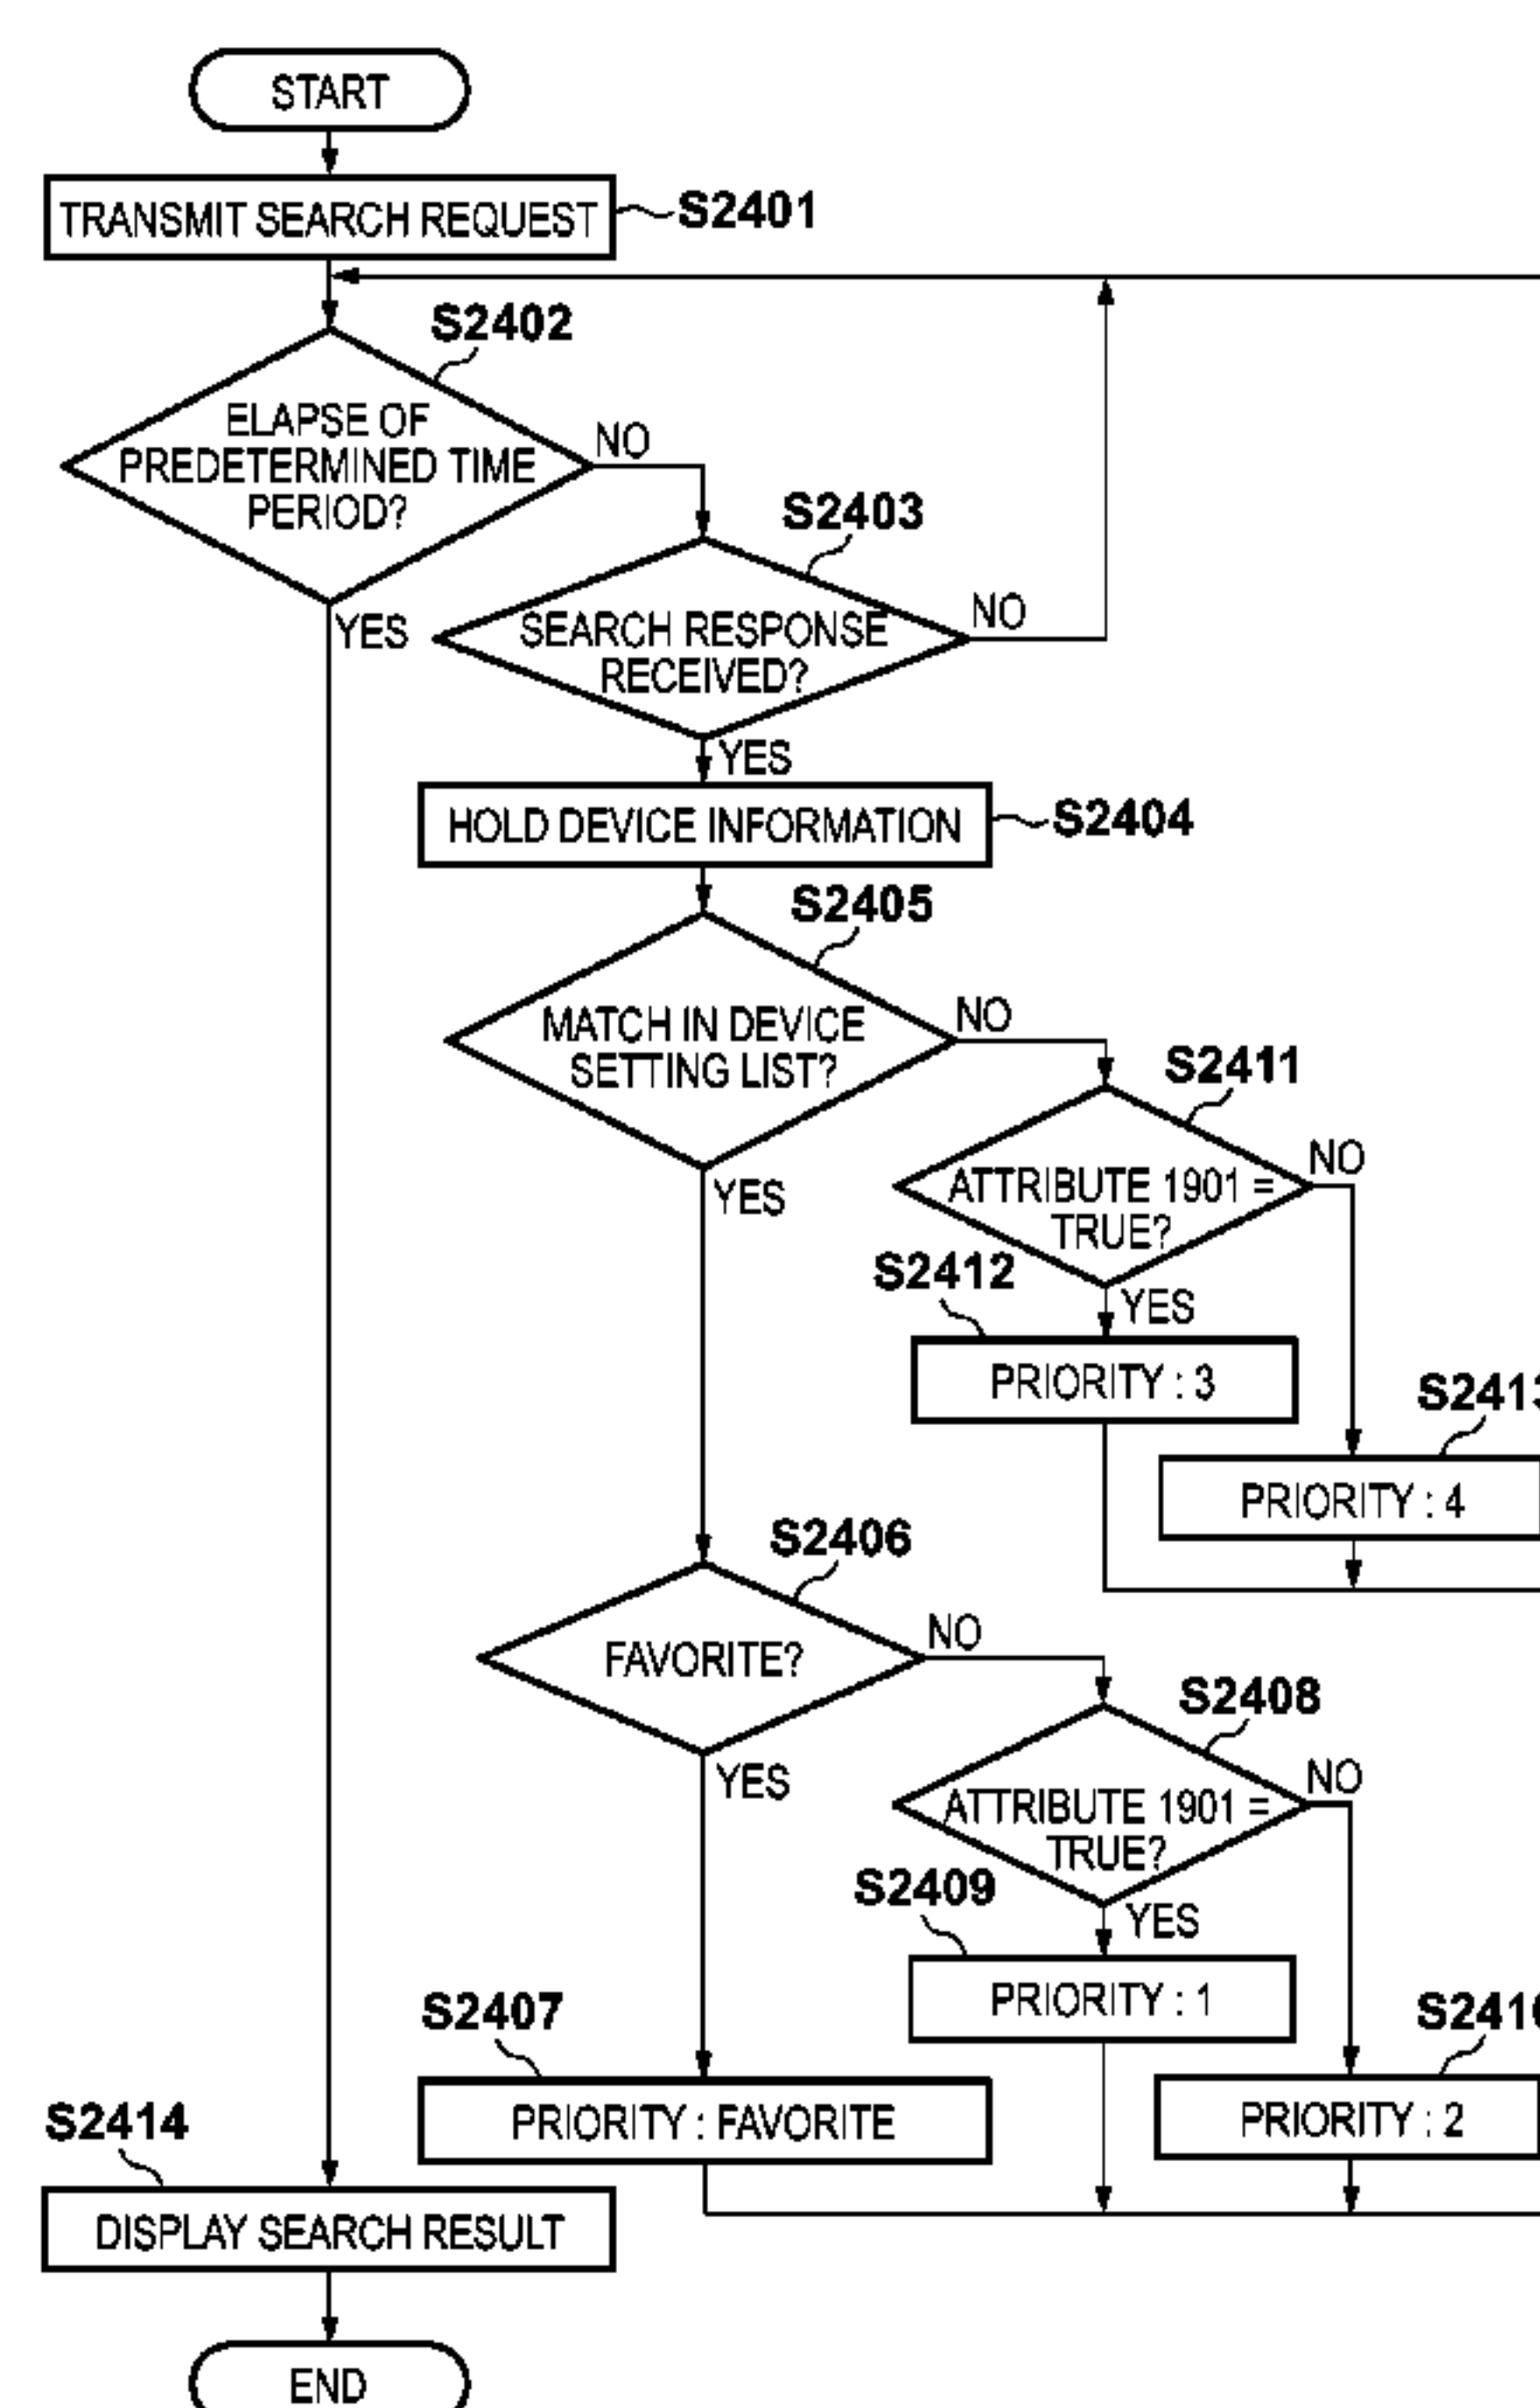 START
TRANSMIT SEARCH REQUEST
S2401
S2402
ELAPSE OF
PREDETERMINED TIME
PERIOD?
NO
YES
S2403
SEARCH RESPONSE
RECEIVED?
NO
YES
HOLD DEVICE INFORMATION
S2404
S2405
MATCH IN DEVICE
SETTING LIST?
NO
YES
S2411
ATTRIBUTE 1901 =
TRUE?
NO
YES
S2412
PRIORITY : 3
PRIORITY : 4
S2406
FAVORITE?
NO
YES
S2408
ATTRIBUTE 1901 =
TRUE?
NO
YES
S2409
PRIORITY : 1
S2407
PRIORITY : FAVORITE
PRIORITY : 2
S2414
DISPLAY SEARCH RESULT
END